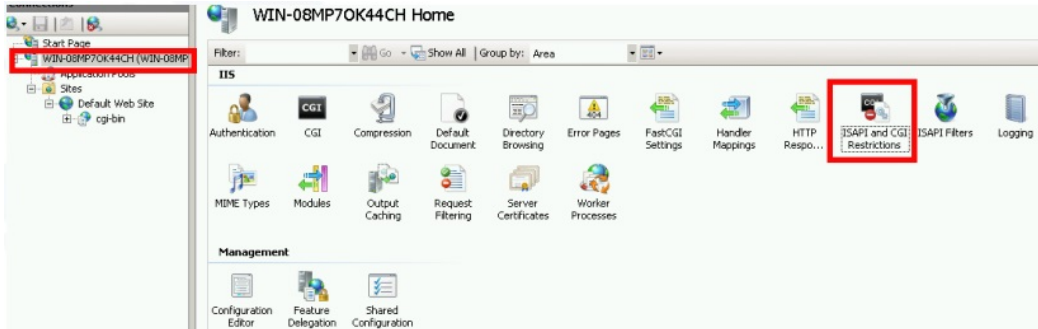 Connections
Start Page
WIN-08MP7OK44CH (WIN-08MP
Application Pools
Sites
Default Web Site
cgi-bin
WIN-08MP7OK44CH Home
Filter: Go Show All Group by: Area
IIS
Authentication CGI Compression Default Document Directory Browsing Error Pages FastCGI Settings Handler Mappings HTTP Respo... ISAPI and CGI Restrictions ISAPI Filters Logging
MIME Types Modules Output Caching Request Filtering Server Certificates Worker Processes
Management
Configuration Editor Feature Delegation Shared Configuration